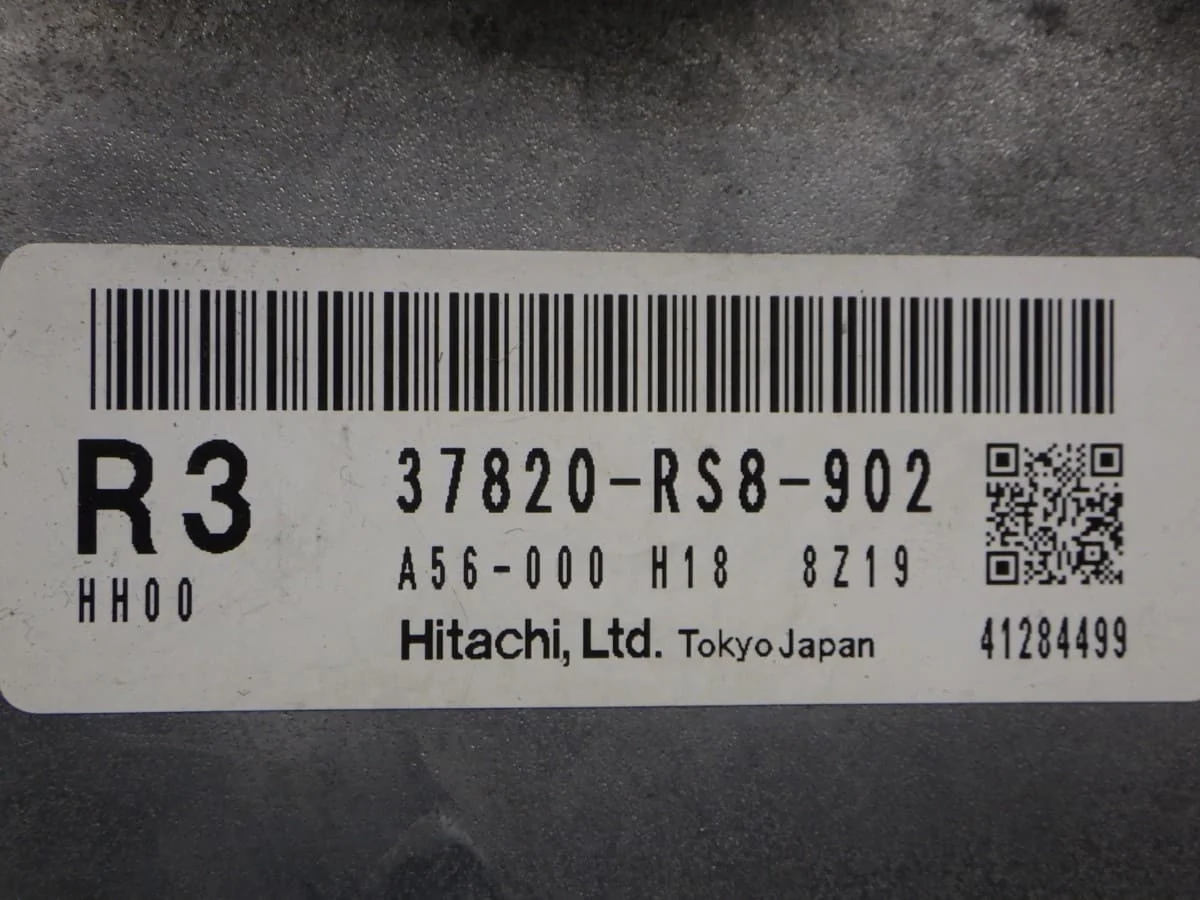 R3 37820-RS8-902
HH00 A56-000 H18 8Z19
Hitachi, Ltd. Tokyo Japan 41284499